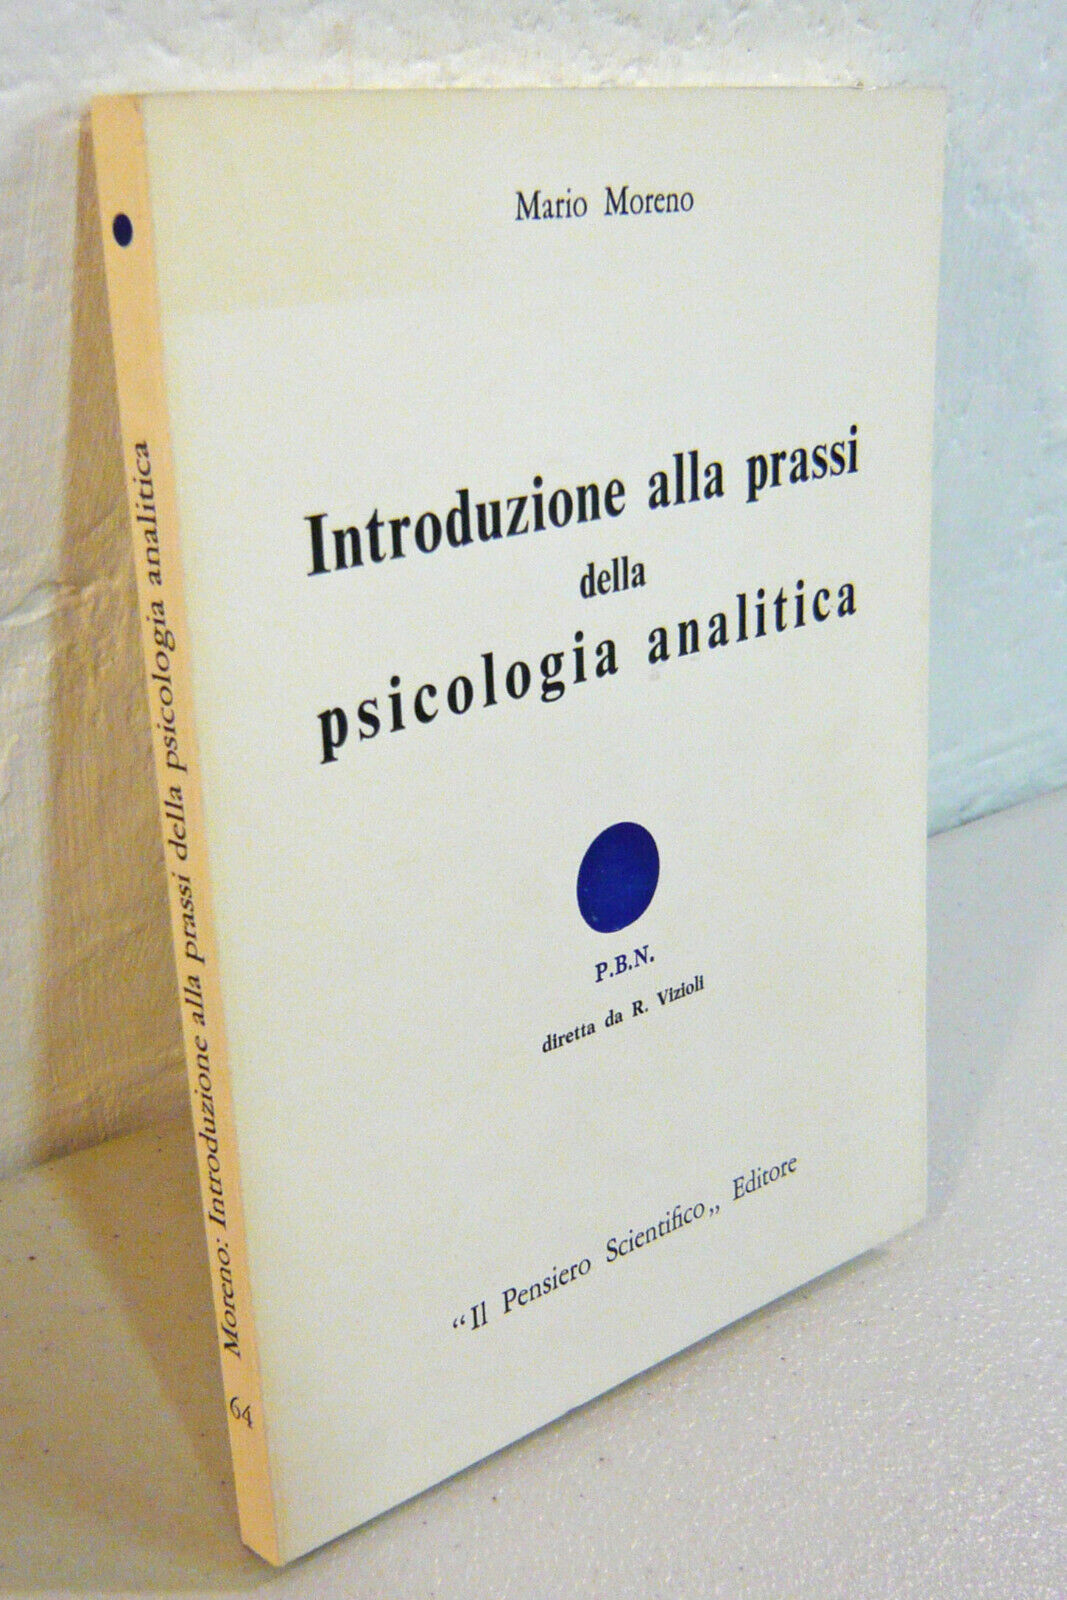 Mario Moreno
Introduzione alla prassi
della
psicologia analitica
P.B.N.
diretta da R. Vizioli
“Il Pensiero Scientifico„ Editore
64 Moreno: Introduzione alla prassi della psicologia analitica